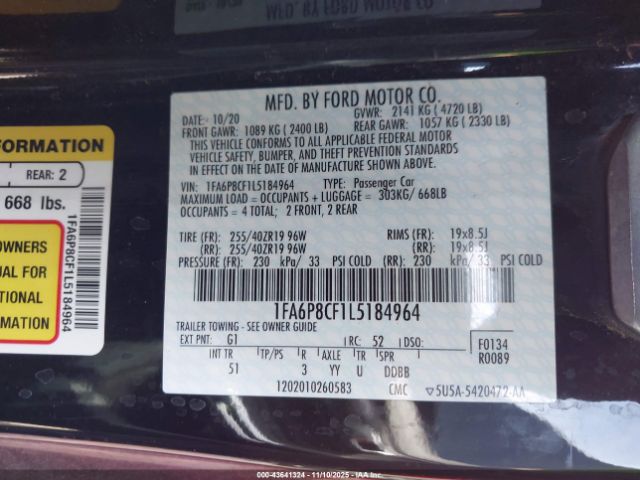 MFD. BY FORD MOTOR CO.
FORMATION
REAR: 2
668 lbs.
OWNERS
UAL FOR
TIONAL
RMATION
1FA6P8CF1L5184964
MFD. BY FORD MOTOR CO.
DATE: 10/20
GVWR: 2141 KG ( 4720 LB)
FRONT GAWR: 1089 KG ( 2400 LB)
REAR GAWR: 1057 KG ( 2330 LB)
THIS VEHICLE CONFORMS TO ALL APPLICABLE FEDERAL MOTOR
VEHICLE SAFETY, BUMPER, AND THEFT PREVENTION STANDARDS
IN EFFECT ON THE DATE OF MANUFACTURE SHOWN ABOVE.
VIN: 1FA6P8CF1L5184964 TYPE: Passenger Car
MAXIMUM LOAD = OCCUPANTS + LUGGAGE = 303KG/ 668LB
OCCUPANTS = 4 TOTAL; 2 FRONT, 2 REAR
TIRE (FR): 255/40ZR19 96W RIMS (FR): 19x8.5J
(RR): 255/40ZR19 96W (RR): 19x8.5J
PRESSURE (FR): 230 kPa/ 33 PSI COLD (RR): 230 kPa/ 33 PSI COLD
1FA6P8CF1L5184964
TRAILER TOWING - SEE OWNER GUIDE
EXT PNT: G1 RC: 52 DSO: F0134
INT TR TP/PS R AXLE TR SPR R0089
51 3 YY U DDBB
1202010260583 CMC 5U5A-5420472-AA
000-43641324 11/10/2025 IAAI.COM